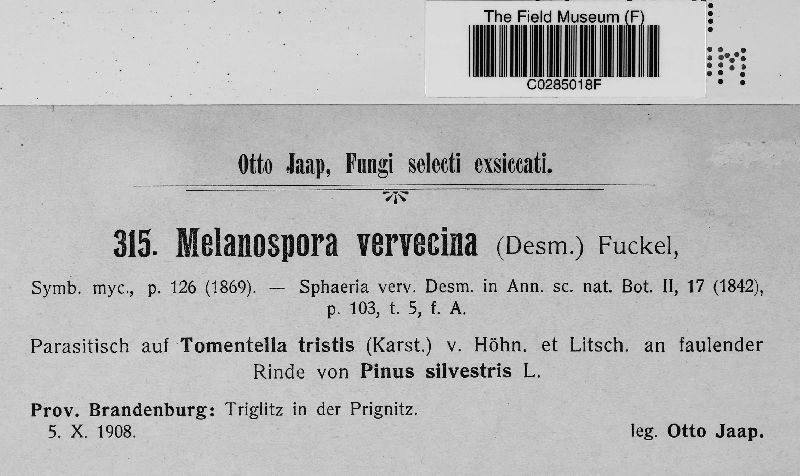 The Field Museum (F)
C0285018F
M
Otto Jaap, Fungi selecti exsiccati.
315. Melanospora vervecina (Desm.) Fuckel,
Symb. myc., p. 126 (1869). — Sphaeria verv. Desm. in Ann. sc. nat. Bot. II, 17 (1842),
p. 103, t. 5, f. A.
Parasitisch auf Tomentella tristis (Karst.) v. Höhn. et Litsch. an faulender
Rinde von Pinus silvestris L.
Prov. Brandenburg: Triglitz in der Prignitz.
5. X. 1908.
leg. Otto Jaap.